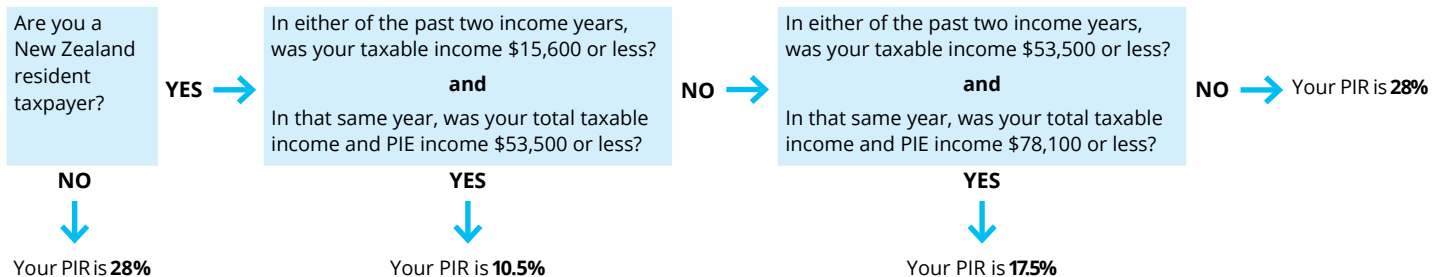 Are you a
New Zealand
resident
taxpayer?
YES
NO
Your PIR is 28%
In either of the past two income years,
was your taxable income $15,600 or less?
and
In that same year, was your total taxable
income and PIE income $53,500 or less?
NO
YES
Your PIR is 10.5%
In either of the past two income years,
was your taxable income $53,500 or less?
and
In that same year, was your total taxable
income and PIE income $78,100 or less?
NO
YES
Your PIR is 17.5%
Your PIR is 28%